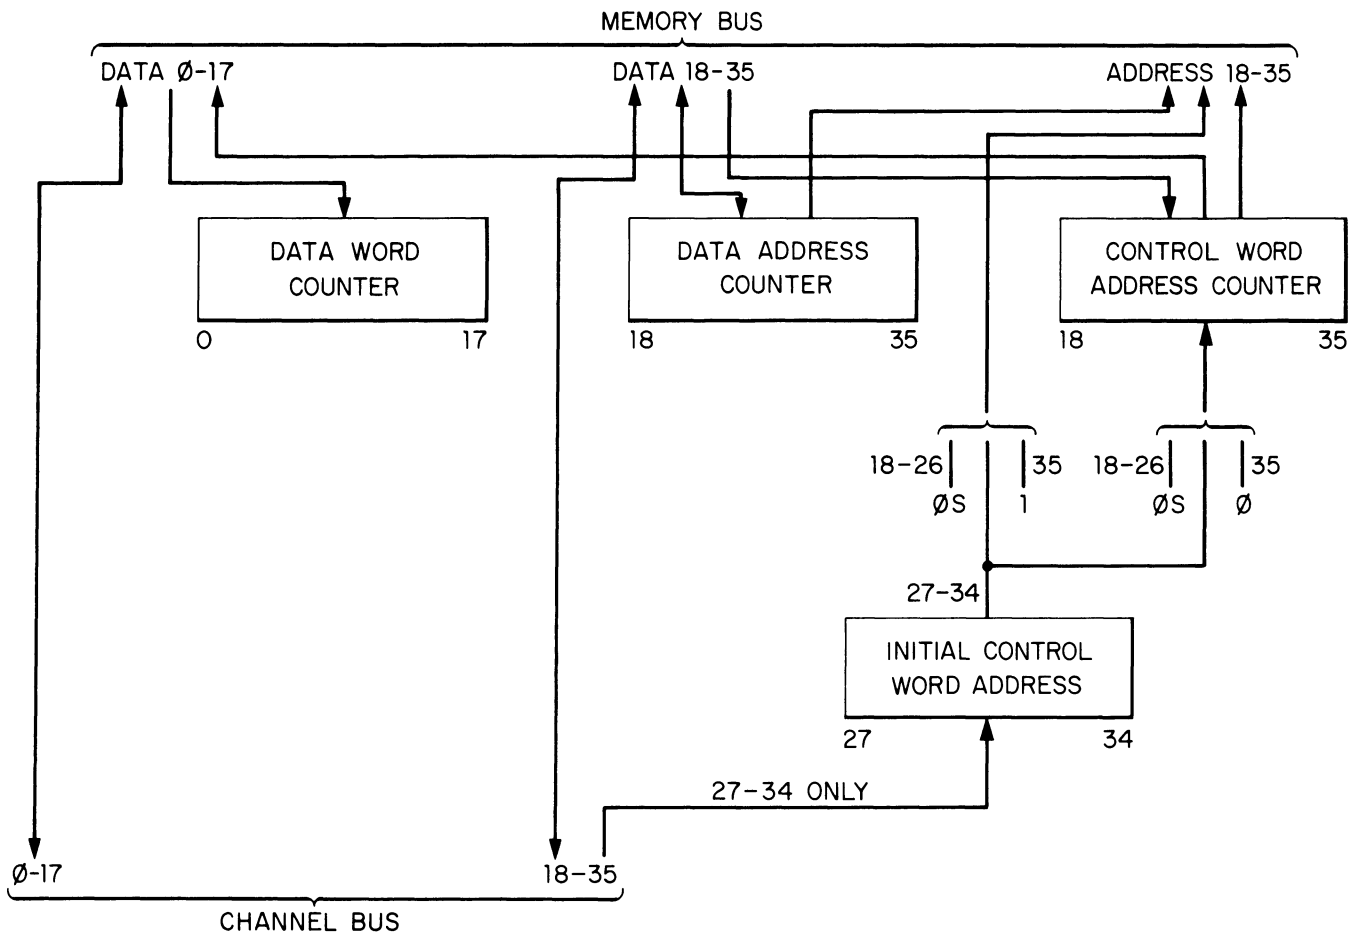 MEMORY BUS
DATA Ø-17
DATA 18-35
ADDRESS 18-35
DATA WORD
COUNTER
0
17
DATA ADDRESS
COUNTER
18
35
CONTROL WORD
ADDRESS COUNTER
18
35
18-26
35
ØS
1
18-26
35
ØS
Ø
27-34
INITIAL CONTROL
WORD ADDRESS
27
34
27-34 ONLY
Ø-17
18-35
CHANNEL BUS